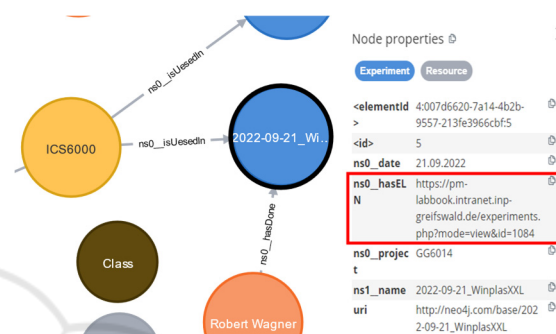 ns0__isUesedIn
ICS6000
ns0__isUesedIn
2022-09-21_Wi...
ns0__hasDone
Class
Robert Wagner
Node properties
Experiment
Resource
<elementId
>
4:007d6620-7a14-4b2b-
9557-213fe3966cbf:5
<id>
5
ns0__date
21.09.2022
ns0__hasEL
N
https://pm-
labbook.intranet.inp-
greifswald.de/experiments.
php?mode=view&id=1084
ns0__projec
t
GG6014
ns1__name
2022-09-21_WinplasXXL
uri
http://neo4j.com/base/202
2-09-21_WinplasXXL